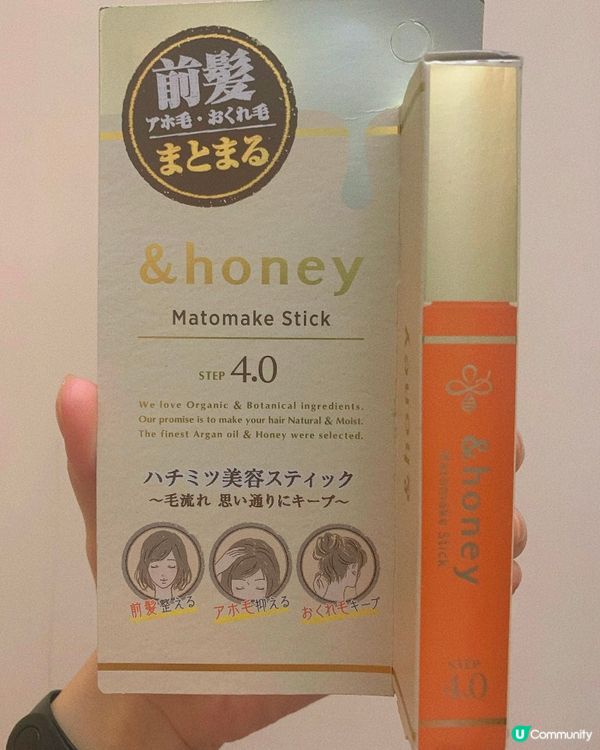 前髪
アホ毛・おくれ毛
まとまる
&honey
Matomake Stick
STEP 4.0
We love Organic & Botanical ingredients.
Our promise is to make your hair Natural & Moist.
The finest Argan oil & Honey were selected.
ハチミツ美容スティック
〜毛流れ 思い通りにキープ〜
前髪整える
アホ毛抑える
おくれ毛キープ
&honey
Matomake Stick
STEP
4.0
U Community